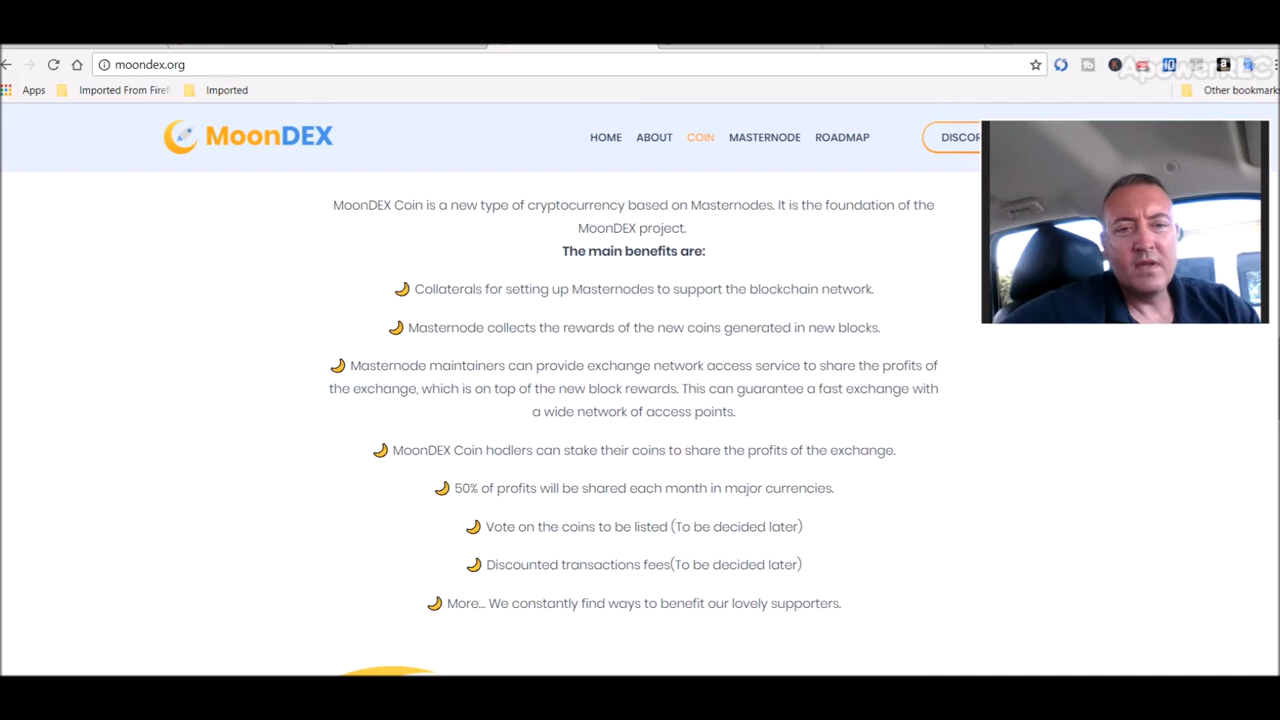 moondex.org
ApowerREC
Apps Imported From Firef Imported Other bookmark
MoonDEX HOME ABOUT COIN MASTERNODE ROADMAP DISCOR
MoonDEX Coin is a new type of cryptocurrency based on Masternodes. It is the foundation of the
MoonDEX project.
The main benefits are:
Collaterals for setting up Masternodes to support the blockchain network.
Masternode collects the rewards of the new coins generated in new blocks.
Masternode maintainers can provide exchange network access service to share the profits of
the exchange, which is on top of the new block rewards. This can guarantee a fast exchange with
a wide network of access points.
MoonDEX Coin hodlers can stake their coins to share the profits of the exchange.
50% of profits will be shared each month in major currencies.
Vote on the coins to be listed (To be decided later)
Discounted transactions fees(To be decided later)
More... We constantly find ways to benefit our lovely supporters.